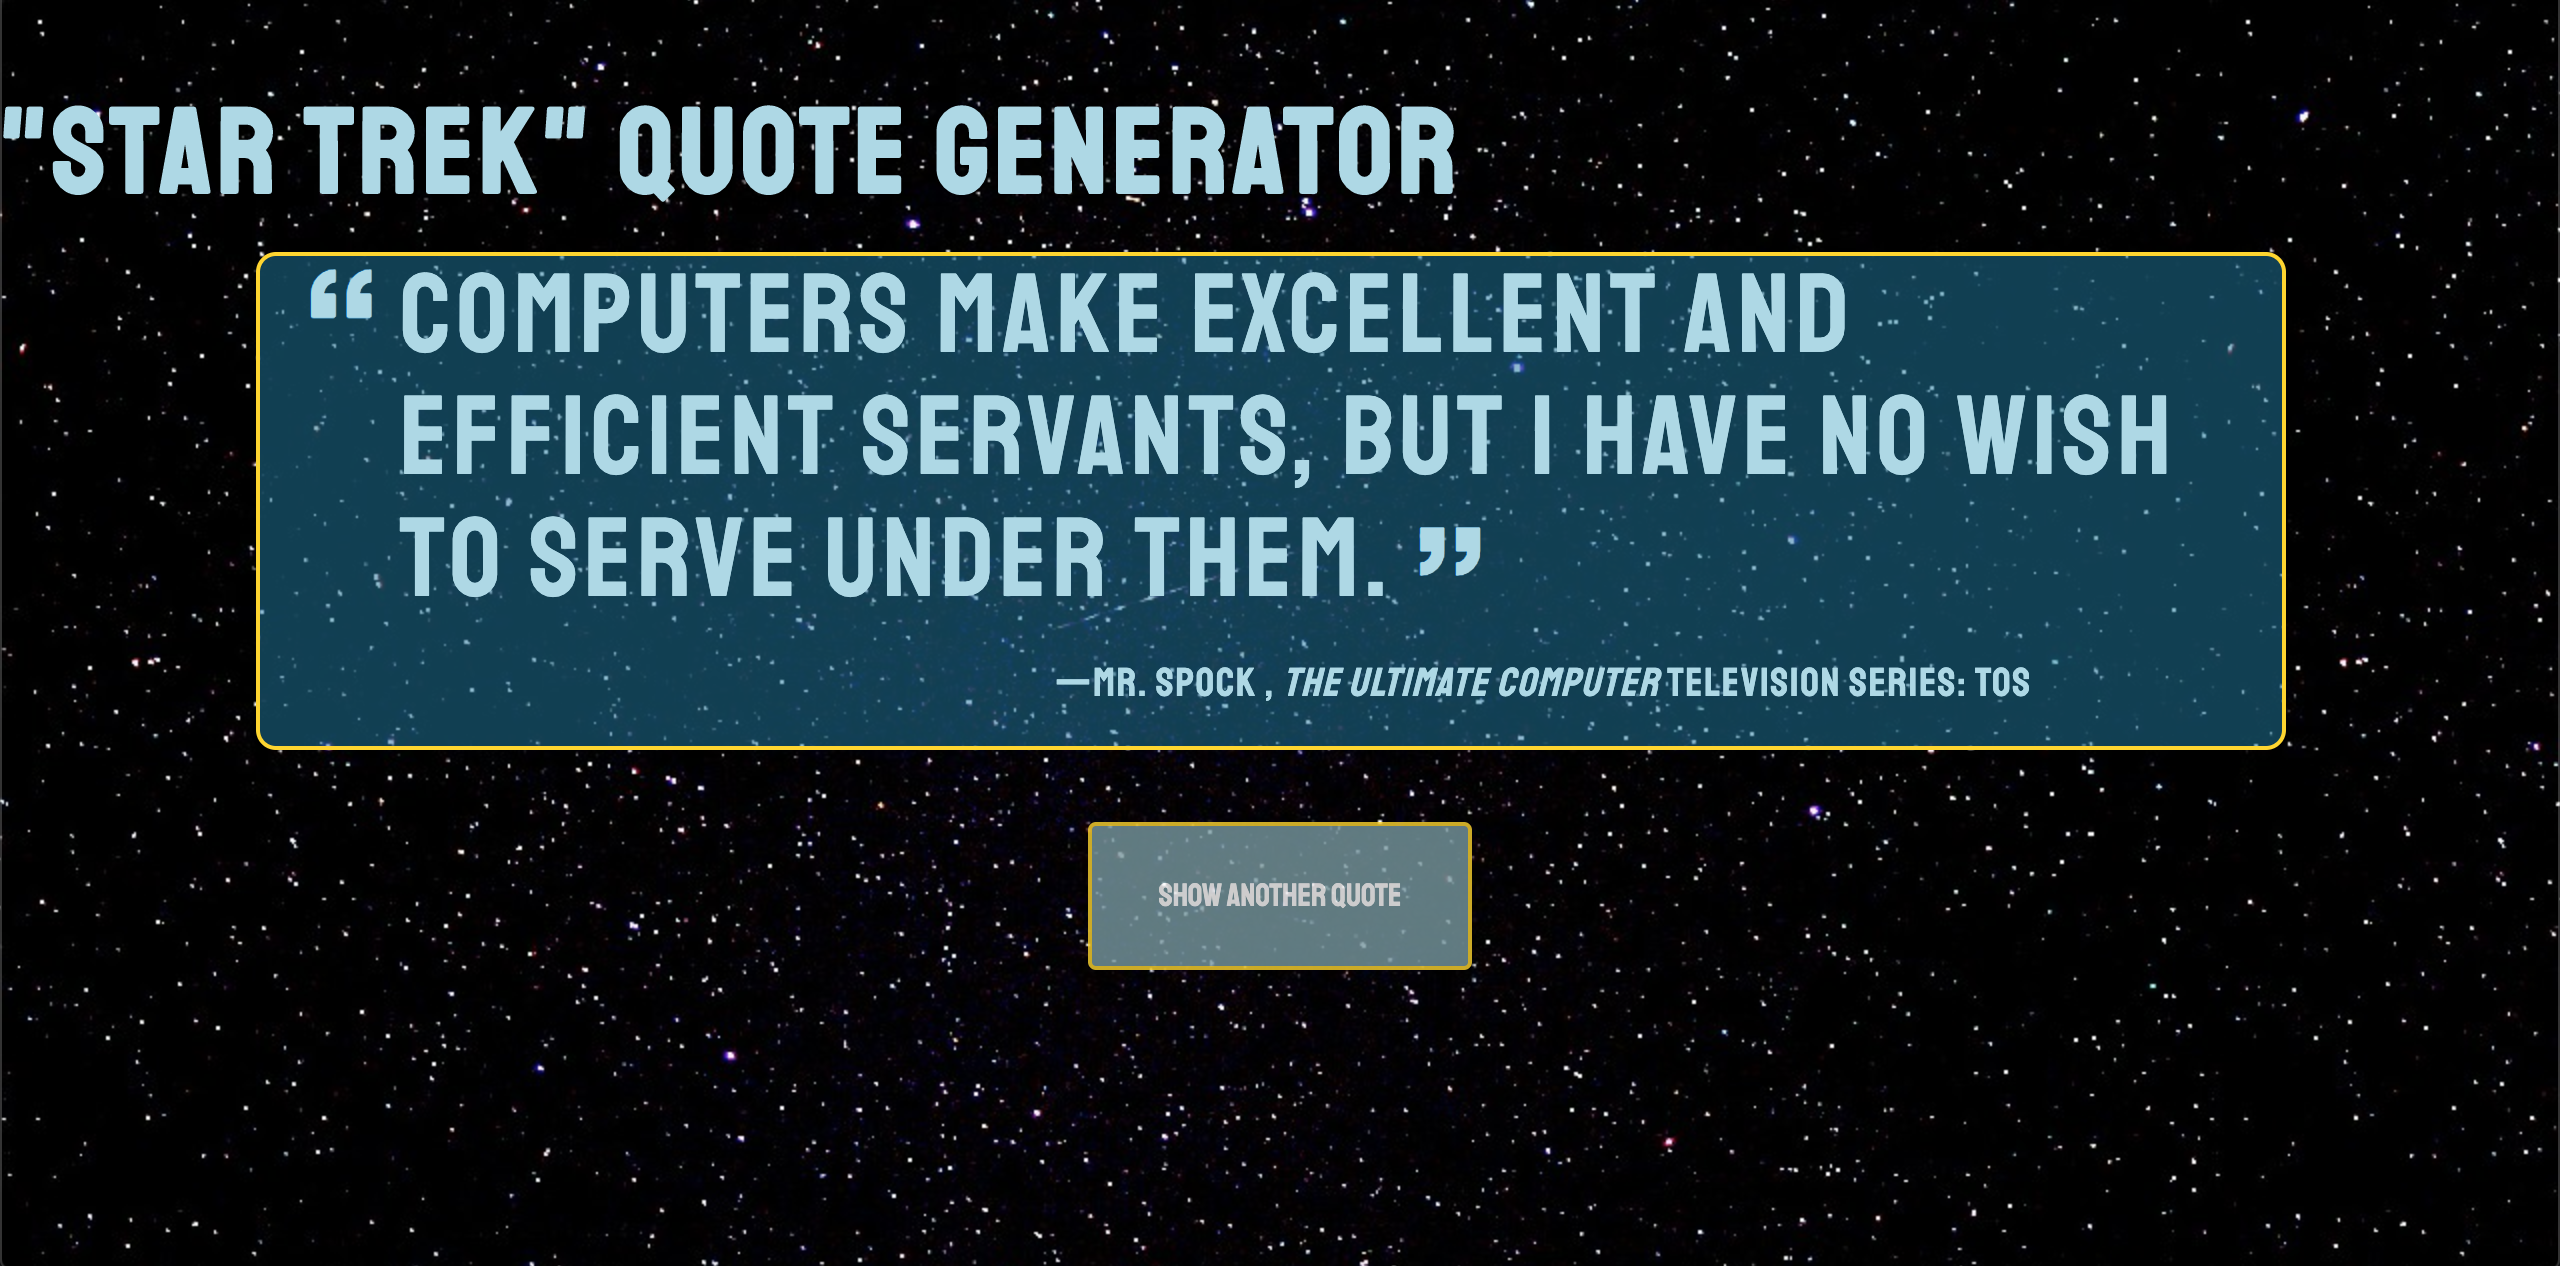 "STAR TREK" QUOTE GENERATOR
“ COMPUTERS MAKE EXCELLENT AND
EFFICIENT SERVANTS, BUT I HAVE NO WISH
TO SERVE UNDER THEM. ”
—MR. SPOCK , THE ULTIMATE COMPUTER TELEVISION SERIES: TOS
SHOW ANOTHER QUOTE